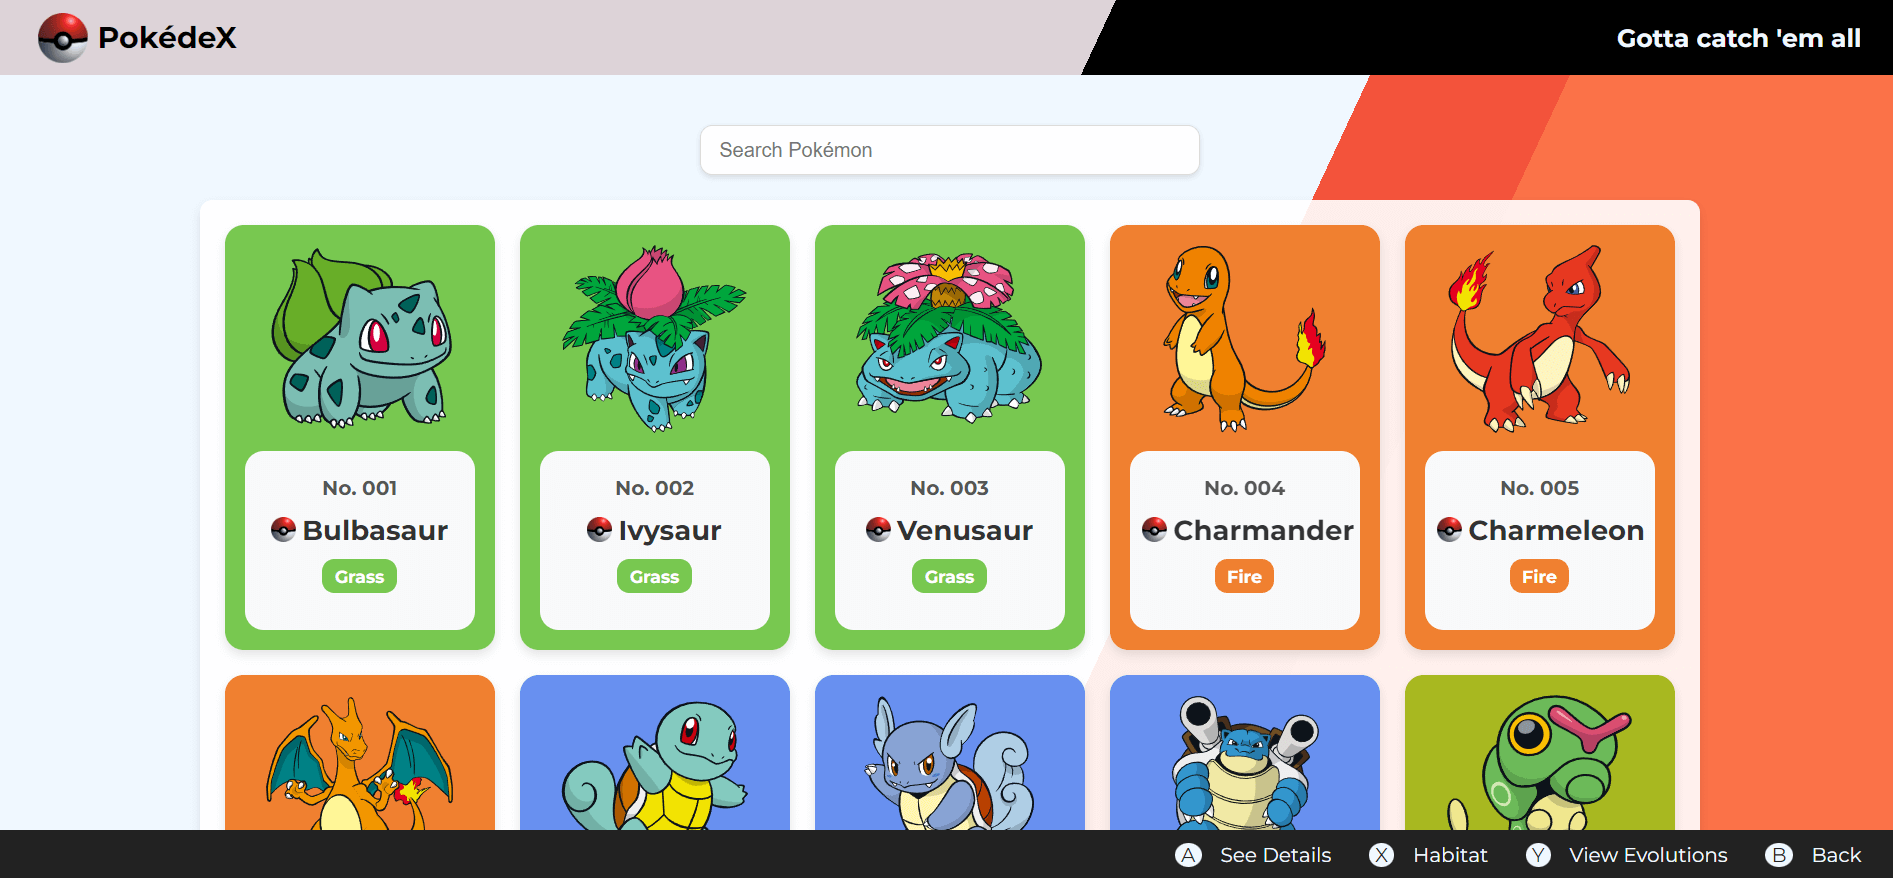 PokédeX
Gotta catch 'em all
Search Pokémon
No. 001
Bulbasaur
Grass
No. 002
Ivysaur
Grass
No. 003
Venusaur
Grass
No. 004
Charmander
Fire
No. 005
Charmeleon
Fire
A See Details X Habitat Y View Evolutions B Back